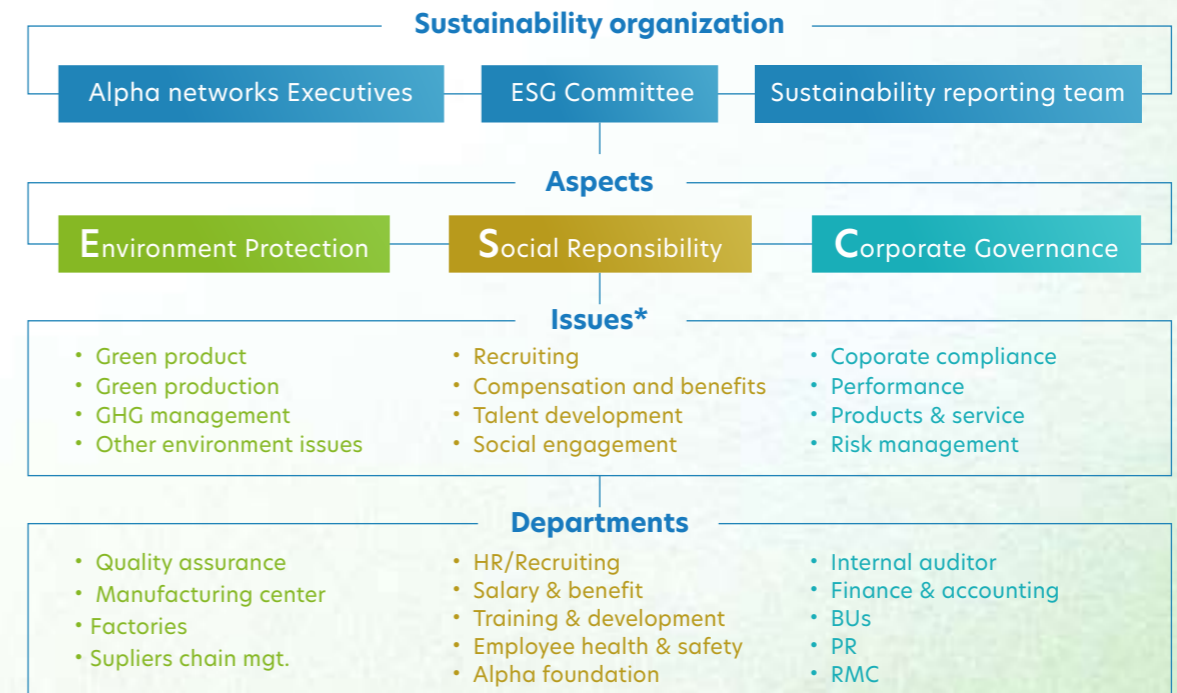 Sustainability organization
Alpha networks Executives
ESG Committee
Sustainability reporting team
Aspects
Environment Protection
Social Reponsibility
Corporate Governance
Issues*
• Green product
• Green production
• GHG management
• Other environment issues
• Recruiting
• Compensation and benefits
• Talent development
• Social engagement
• Coporate compliance
• Performance
• Products & service
• Risk management
Departments
• Quality assurance
• Manufacturing center
• Factories
• Supliers chain mgt.
• HR/Recruiting
• Salary & benefit
• Training & development
• Employee health & safety
• Alpha foundation
• Internal auditor
• Finance & accounting
• BUs
• PR
• RMC